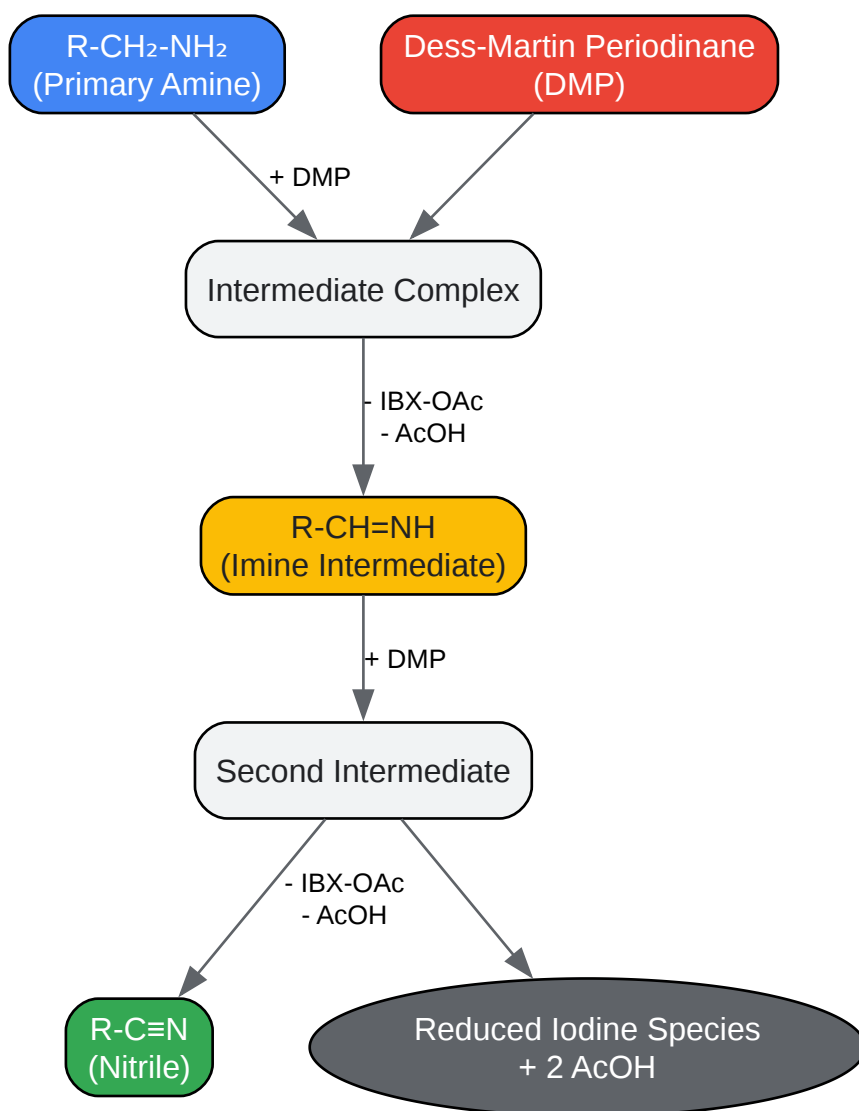 R-CH₂-NH₂
(Primary Amine)
Dess-Martin Periodinane
(DMP)
+ DMP
Intermediate Complex
- IBX-OAc
- AcOH
R-CH=NH
(Imine Intermediate)
+ DMP
Second Intermediate
- IBX-OAc
- AcOH
R-C≡N
(Nitrile)
Reduced Iodine Species
+ 2 AcOH